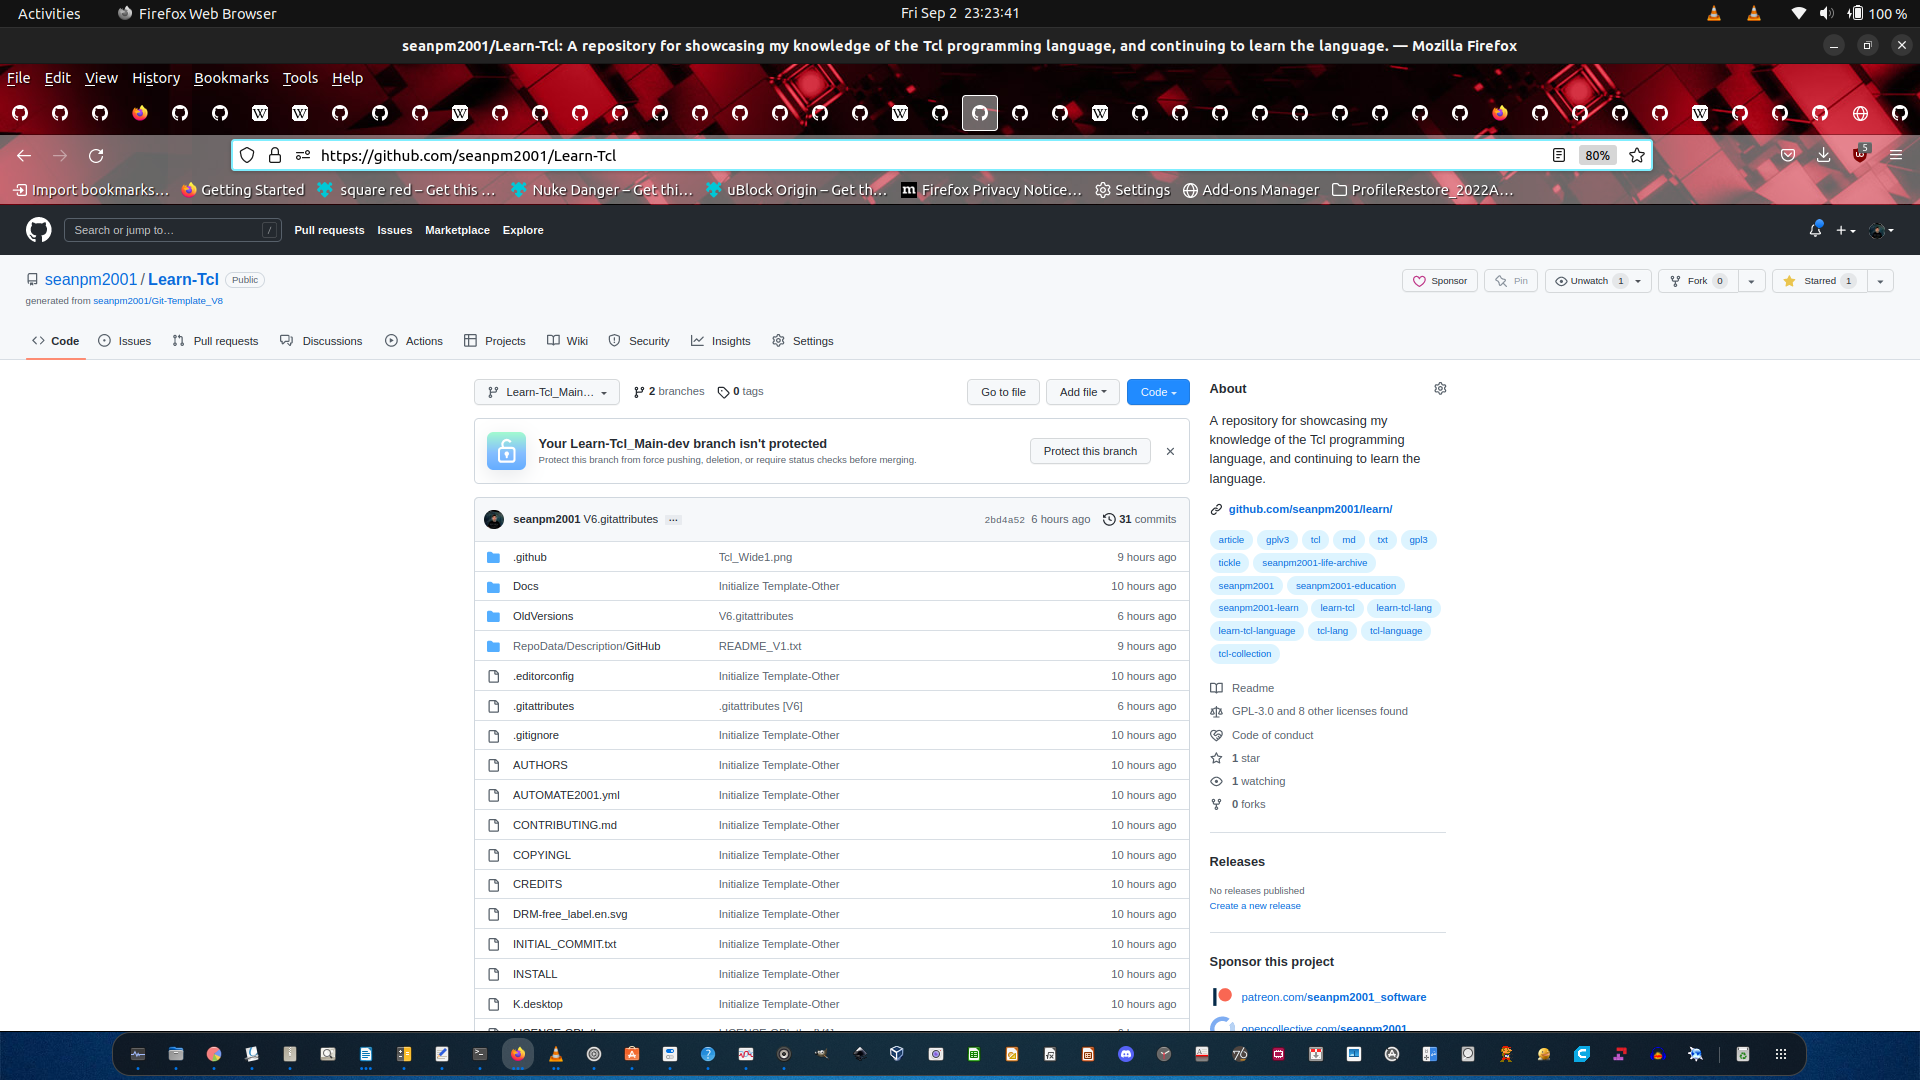 Activities
Firefox Web Browser
Fri Sep 2 23:23:41
100 %
seanpm2001/Learn-Tcl: A repository for showcasing my knowledge of the Tcl programming language, and continuing to learn the language. — Mozilla Firefox
File Edit View History Bookmarks Tools Help
https://github.com/seanpm2001/Learn-Tcl
80%
5
Import bookmarks… Getting Started square red – Get this … Nuke Danger – Get thi… uBlock Origin – Get th… Firefox Privacy Notice… Settings Add-ons Manager ProfileRestore_2022A…
Search or jump to… /
Pull requests Issues Marketplace Explore
seanpm2001 / Learn-Tcl Public
generated from seanpm2001/Git-Template_V8
Sponsor Pin Unwatch 1 Fork 0 Starred 1
Code Issues Pull requests Discussions Actions Projects Wiki Security Insights Settings
Learn-Tcl_Main… 2 branches 0 tags Go to file Add file Code
Your Learn-Tcl_Main-dev branch isn't protected
Protect this branch from force pushing, deletion, or require status checks before merging.
Protect this branch
seanpm2001 V6.gitattributes ... 2bd4a52 6 hours ago 31 commits
.github Tcl_Wide1.png 9 hours ago
Docs Initialize Template-Other 10 hours ago
OldVersions V6.gitattributes 6 hours ago
RepoData/Description/GitHub README_V1.txt 9 hours ago
.editorconfig Initialize Template-Other 10 hours ago
.gitattributes .gitattributes [V6] 6 hours ago
.gitignore Initialize Template-Other 10 hours ago
AUTHORS Initialize Template-Other 10 hours ago
AUTOMATE2001.yml Initialize Template-Other 10 hours ago
CONTRIBUTING.md Initialize Template-Other 10 hours ago
COPYINGL Initialize Template-Other 10 hours ago
CREDITS Initialize Template-Other 10 hours ago
DRM-free_label.en.svg Initialize Template-Other 10 hours ago
INITIAL_COMMIT.txt Initialize Template-Other 10 hours ago
INSTALL Initialize Template-Other 10 hours ago
K.desktop Initialize Template-Other 10 hours ago
About
A repository for showcasing my
knowledge of the Tcl programming
language, and continuing to learn the
language.
github.com/seanpm2001/learn/
article gplv3 tcl md txt gpl3
tickle seanpm2001-life-archive
seanpm2001 seanpm2001-education
seanpm2001-learn learn-tcl learn-tcl-lang
learn-tcl-language tcl-lang tcl-language
tcl-collection
Readme
GPL-3.0 and 8 other licenses found
Code of conduct
1 star
1 watching
0 forks
Releases
No releases published
Create a new release
Sponsor this project
patreon.com/seanpm2001_software
opencollective.com/seanpm2001